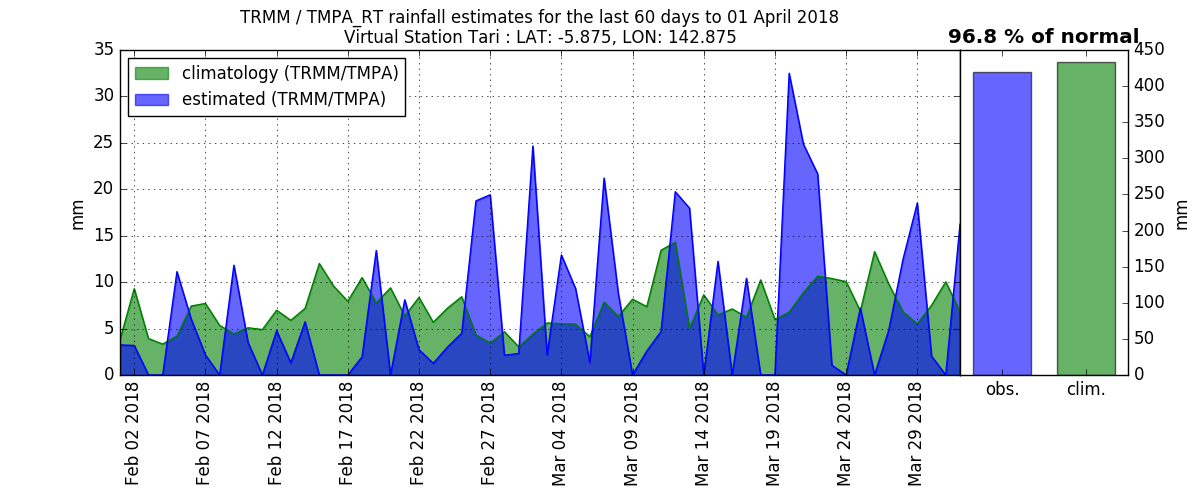 TRMM / TMPA_RT rainfall estimates for the last 60 days to 01 April 2018
Virtual Station Tari : LAT: -5.875, LON: 142.875
96.8 % of normal
climatology (TRMM/TMPA)
estimated (TRMM/TMPA)
mm
35
30
25
20
15
10
5
0
Feb 02 2018
Feb 07 2018
Feb 12 2018
Feb 17 2018
Feb 22 2018
Feb 27 2018
Mar 04 2018
Mar 09 2018
Mar 14 2018
Mar 19 2018
Mar 24 2018
Mar 29 2018
obs.
clim.
450
400
350
300
250
200
150
100
50
0
mm